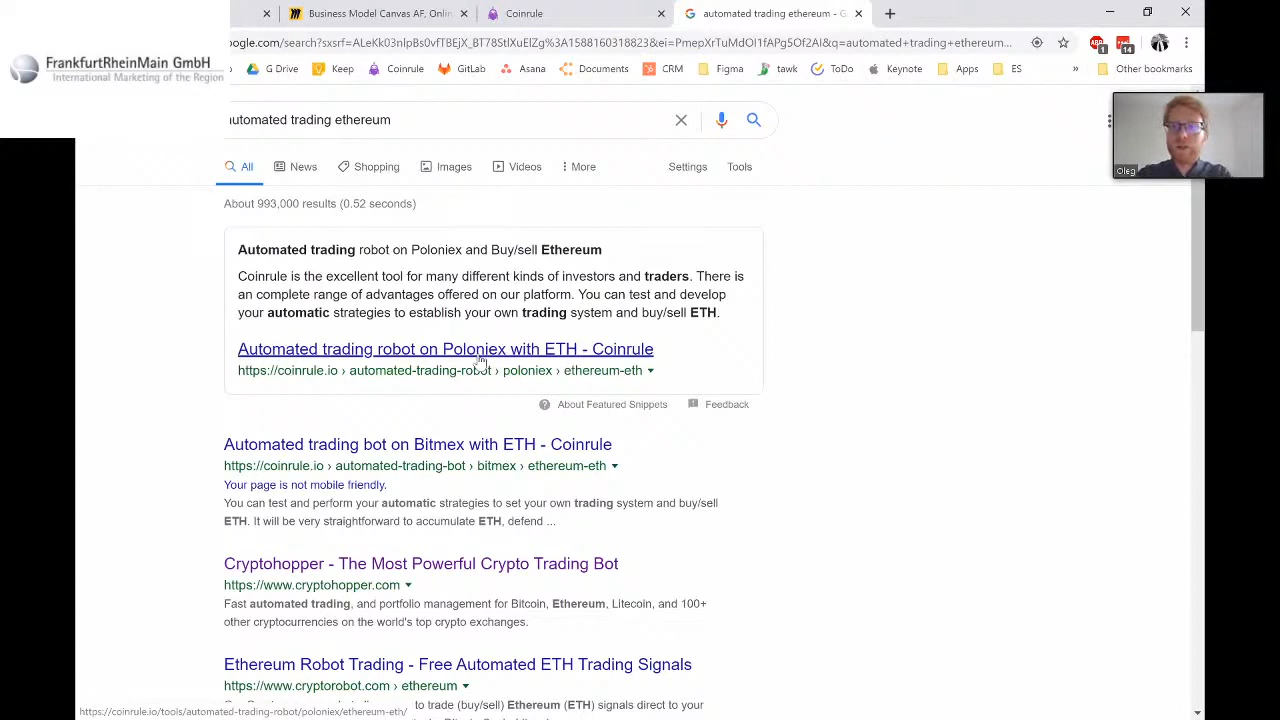 Business Model Canvas AF, Onlin
Coinrule
automated trading ethereum - G
FrankfurtRheinMain GmbH
International Marketing of the Region
G Drive
Keep
Coinrule
GitLab
Asana
Documents
CRM
Figma
tawk
ToDo
Keynote
Apps
ES
»
Other bookmarks
automated trading ethereum
Oleg
All
News
Shopping
Images
Videos
More
Settings
Tools
About 993,000 results (0.52 seconds)
Automated trading robot on Poloniex and Buy/sell Ethereum
Coinrule is the excellent tool for many different kinds of investors and traders. There is
an complete range of advantages offered on our platform. You can test and develop
your automatic strategies to establish your own trading system and buy/sell ETH.
Automated trading robot on Poloniex with ETH - Coinrule
https://coinrule.io › automated-trading-robot › poloniex › ethereum-eth
About Featured Snippets
Feedback
Automated trading bot on Bitmex with ETH - Coinrule
https://coinrule.io › automated-trading-bot › bitmex › ethereum-eth
Your page is not mobile friendly.
You can test and perform your automatic strategies to set your own trading system and buy/sell
ETH. It will be very straightforward to accumulate ETH, defend ...
Cryptohopper - The Most Powerful Crypto Trading Bot
https://www.cryptohopper.com
Fast automated trading, and portfolio management for Bitcoin, Ethereum, Litecoin, and 100+
other cryptocurrencies on the world's top crypto exchanges.
Ethereum Robot Trading - Free Automated ETH Trading Signals
https://www.cryptorobot.com › ethereum
to trade (buy/sell) Ethereum (ETH) signals direct to your
https://coinrule.io/tools/automated-trading-robot/poloniex/ethereum-eth/